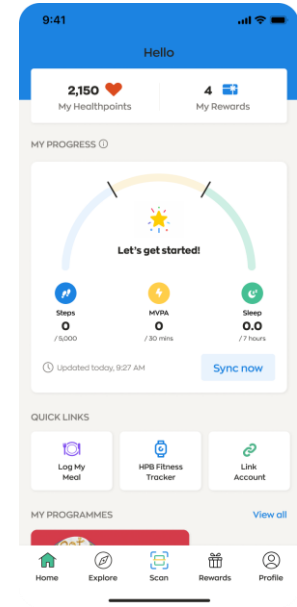 9:41
Hello
2,150
My Healthpoints
4
My Rewards
MY PROGRESS
Let's get started!
Steps
0
/ 5,000
MVPA
0
/ 30 mins
Sleep
0.0
/ 7 hours
Updated today, 9:27 AM
Sync now
QUICK LINKS
Log My
Meal
HPB Fitness
Tracker
Link
Account
MY PROGRAMMES
View all
Home
Explore
Scan
Rewards
Profile